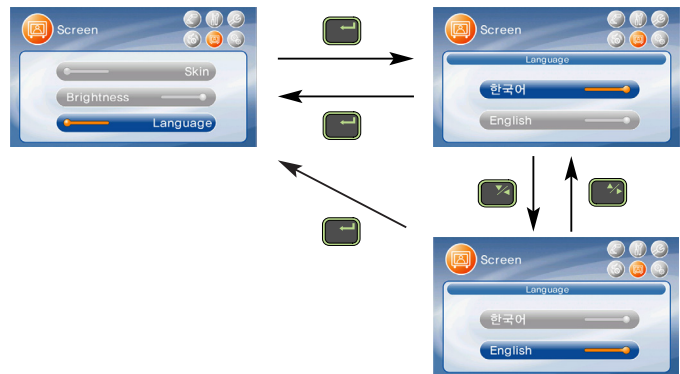 Screen
Skin
Brightness
Language
Screen
Language
한국어
English
Screen
Language
한국어
English